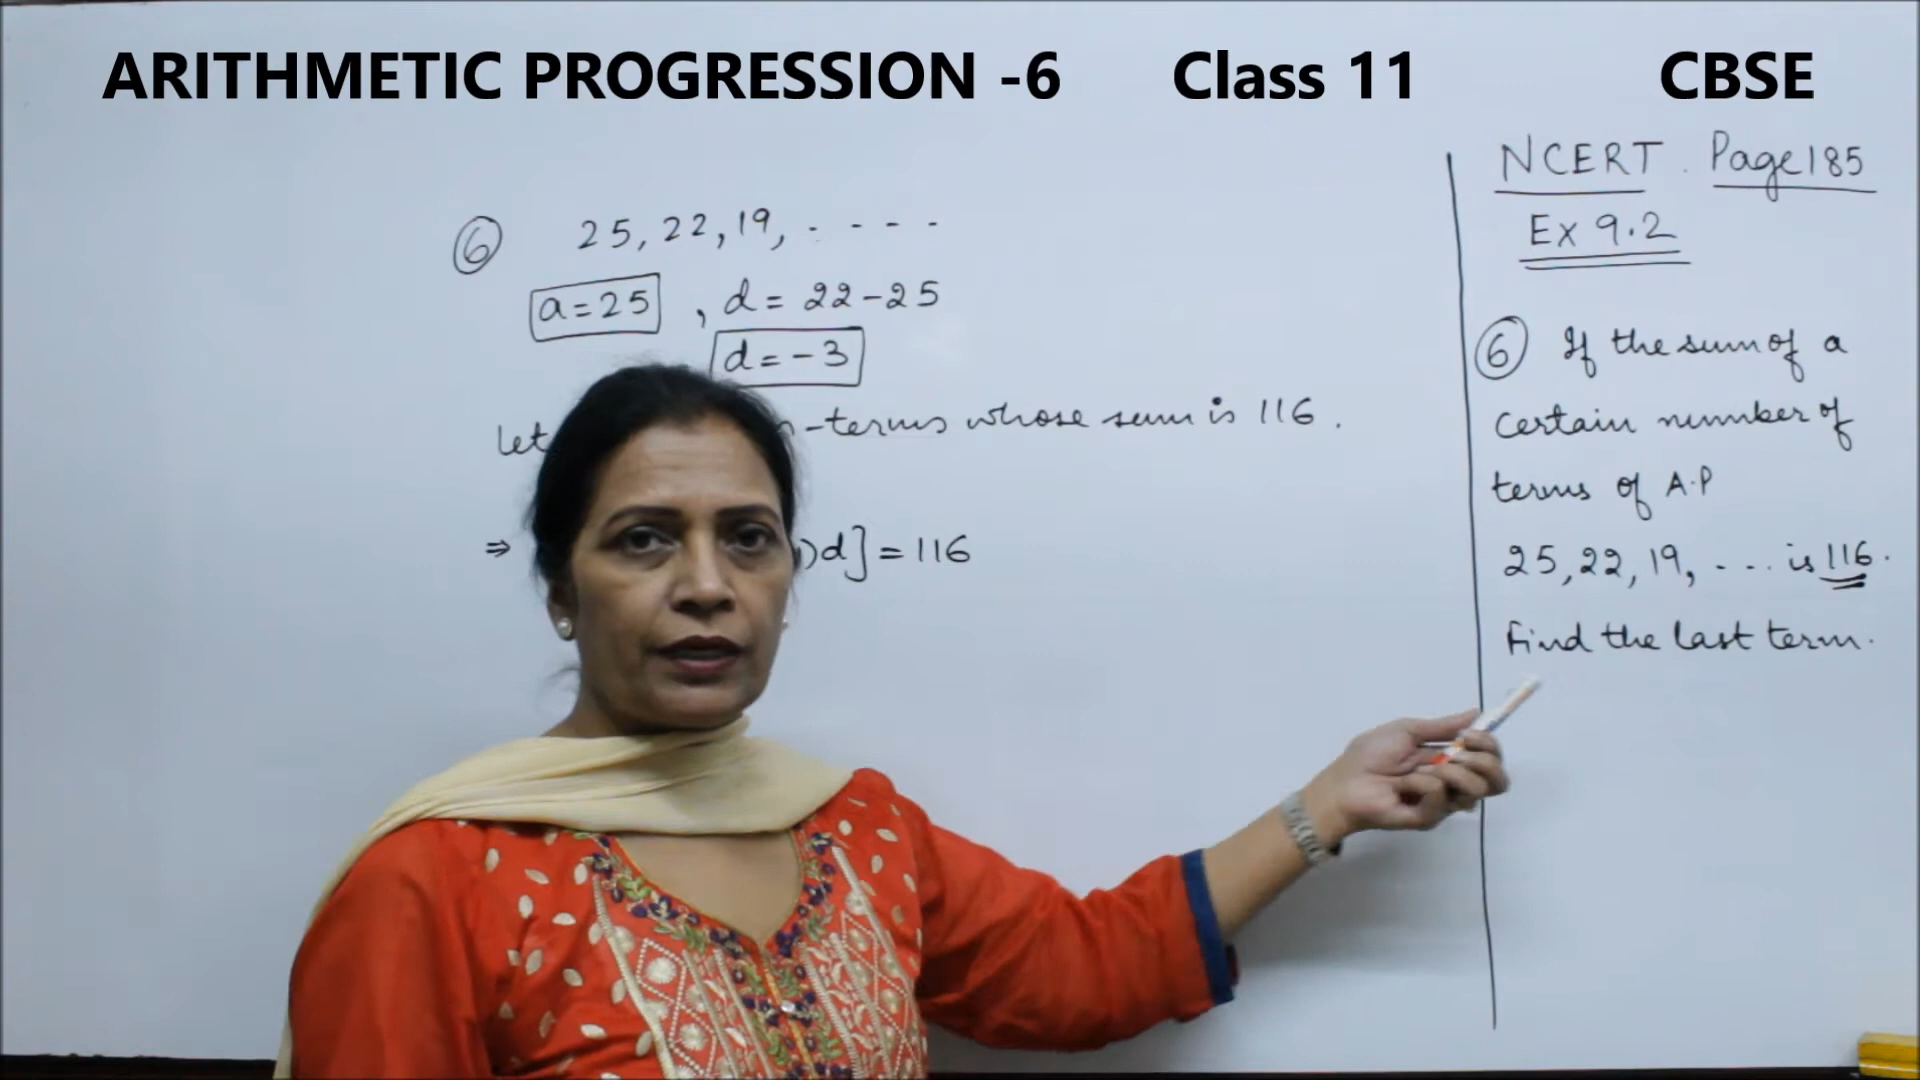 ARITHMETIC PROGRESSION -6 Class 11 CBSE
6 25, 22, 19, . - - -
a = 25 , d = 22 - 25
d = - 3
let -terms whose sum is 116 .
⇒ )d] = 116
NCERT . Page 185
Ex 9.2
6 If the sum of a
certain number of
terms of A.P
25, 22, 19, - - - is 116 .
Find the last term .